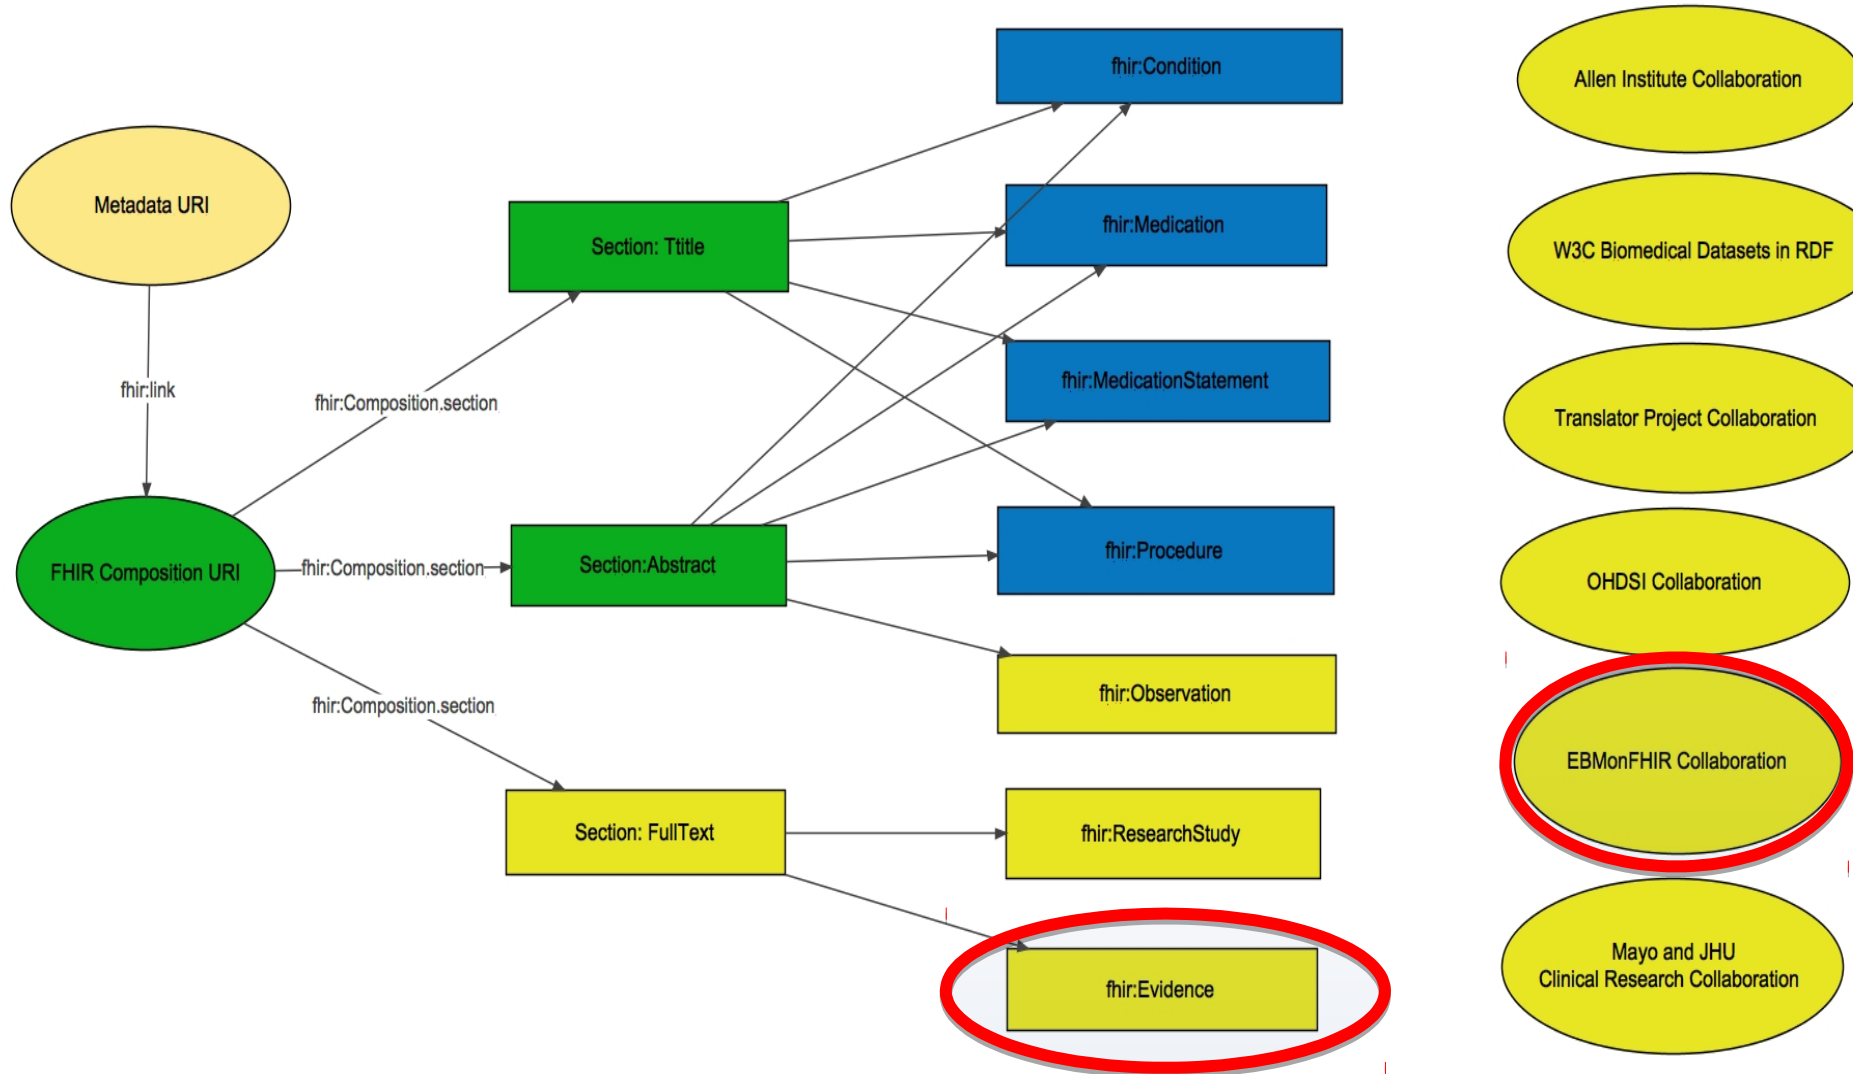 Metadata URI
fhir:link
FHIR Composition URI
fhir:Composition.section
fhir:Composition.section
fhir:Composition.section
Section: Ttitle
Section:Abstract
Section: FullText
fhir:Condition
fhir:Medication
fhir:MedicationStatement
fhir:Procedure
fhir:Observation
fhir:ResearchStudy
fhir:Evidence
Allen Institute Collaboration
W3C Biomedical Datasets in RDF
Translator Project Collaboration
OHDSI Collaboration
EBMonFHIR Collaboration
Mayo and JHU
Clinical Research Collaboration